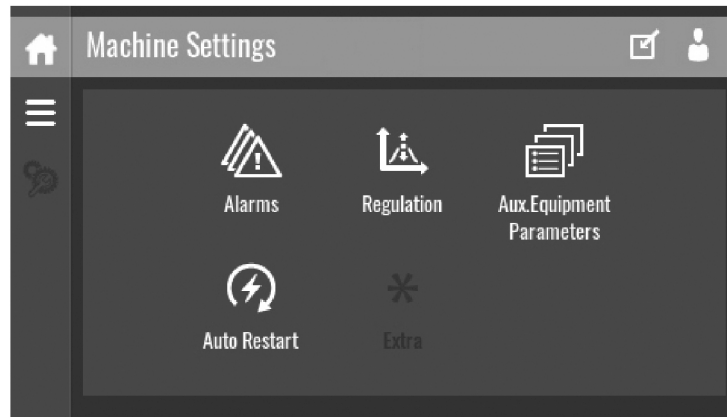 Machine Settings
Alarms
Regulation
Aux.Equipment
Parameters
Auto Restart
Extra